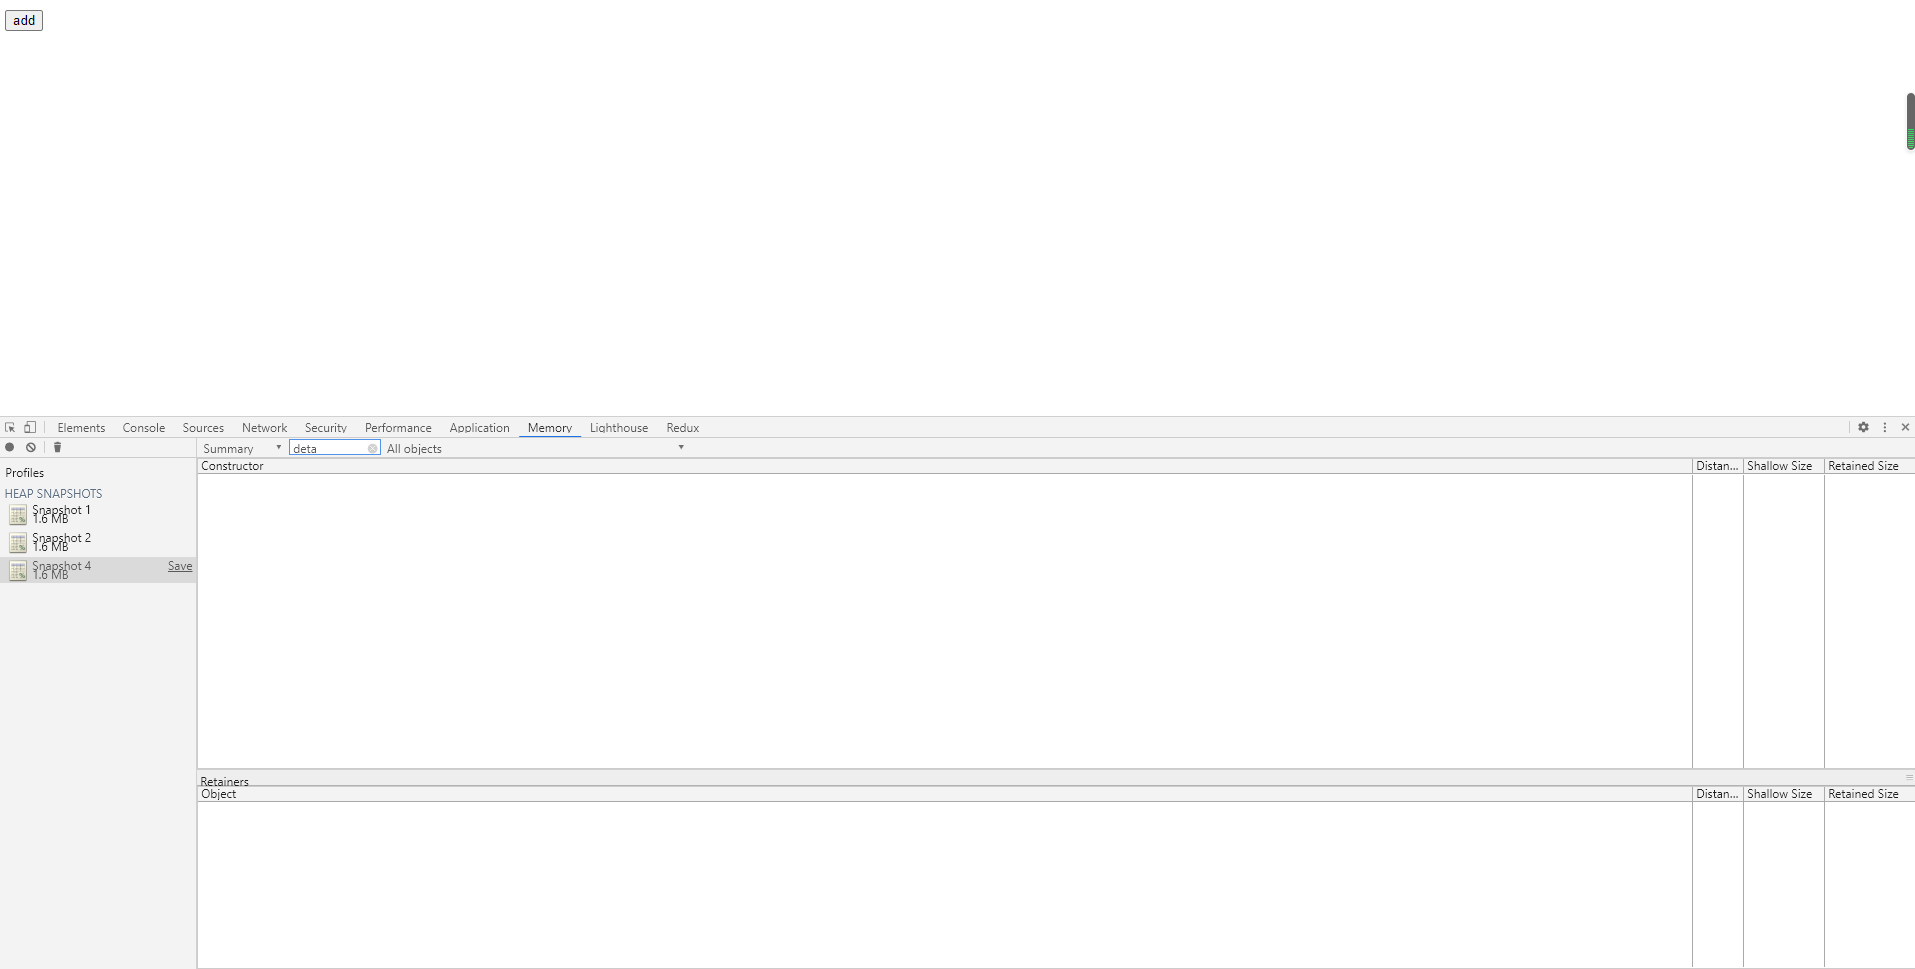 add
Elements Console Sources Network Security Performance Application Memory Lighthouse Redux
Summary deta All objects
Profiles
Constructor Distan... Shallow Size Retained Size
HEAP SNAPSHOTS
Snapshot 1
1.6 MB
Snapshot 2
1.6 MB
Snapshot 4 Save
1.6 MB
Retainers
Object Distan... Shallow Size Retained Size